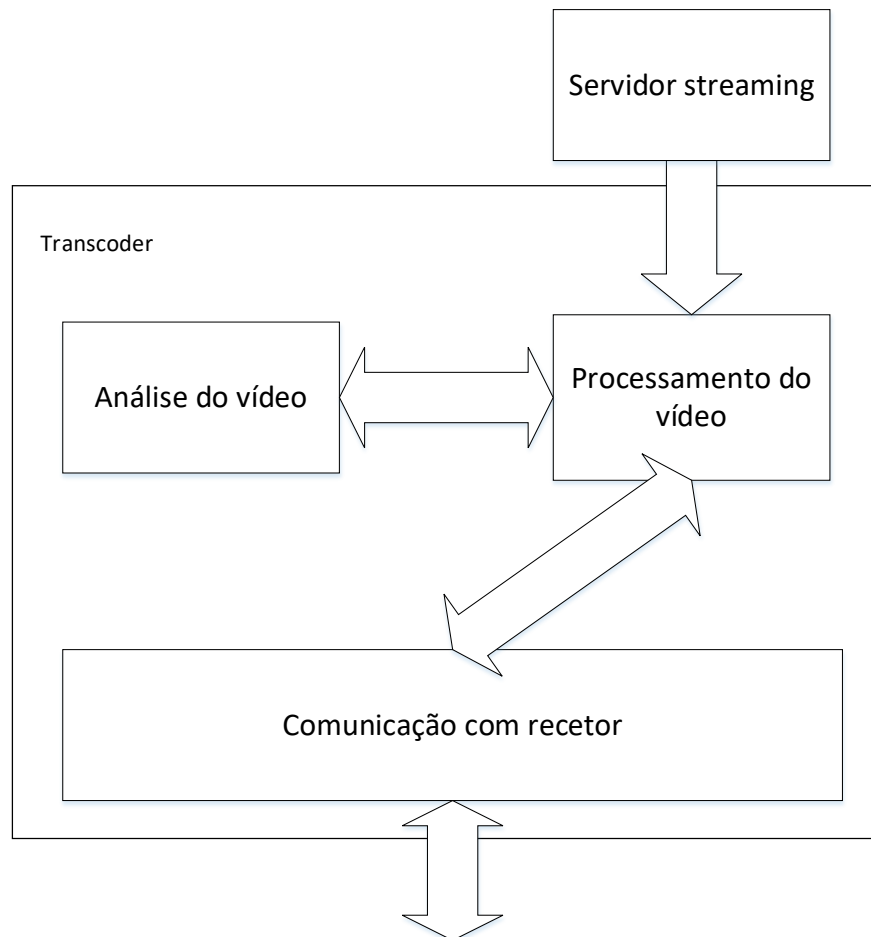 Servidor streaming
Transcoder
Análise do vídeo
Processamento do
vídeo
Comunicação com recetor